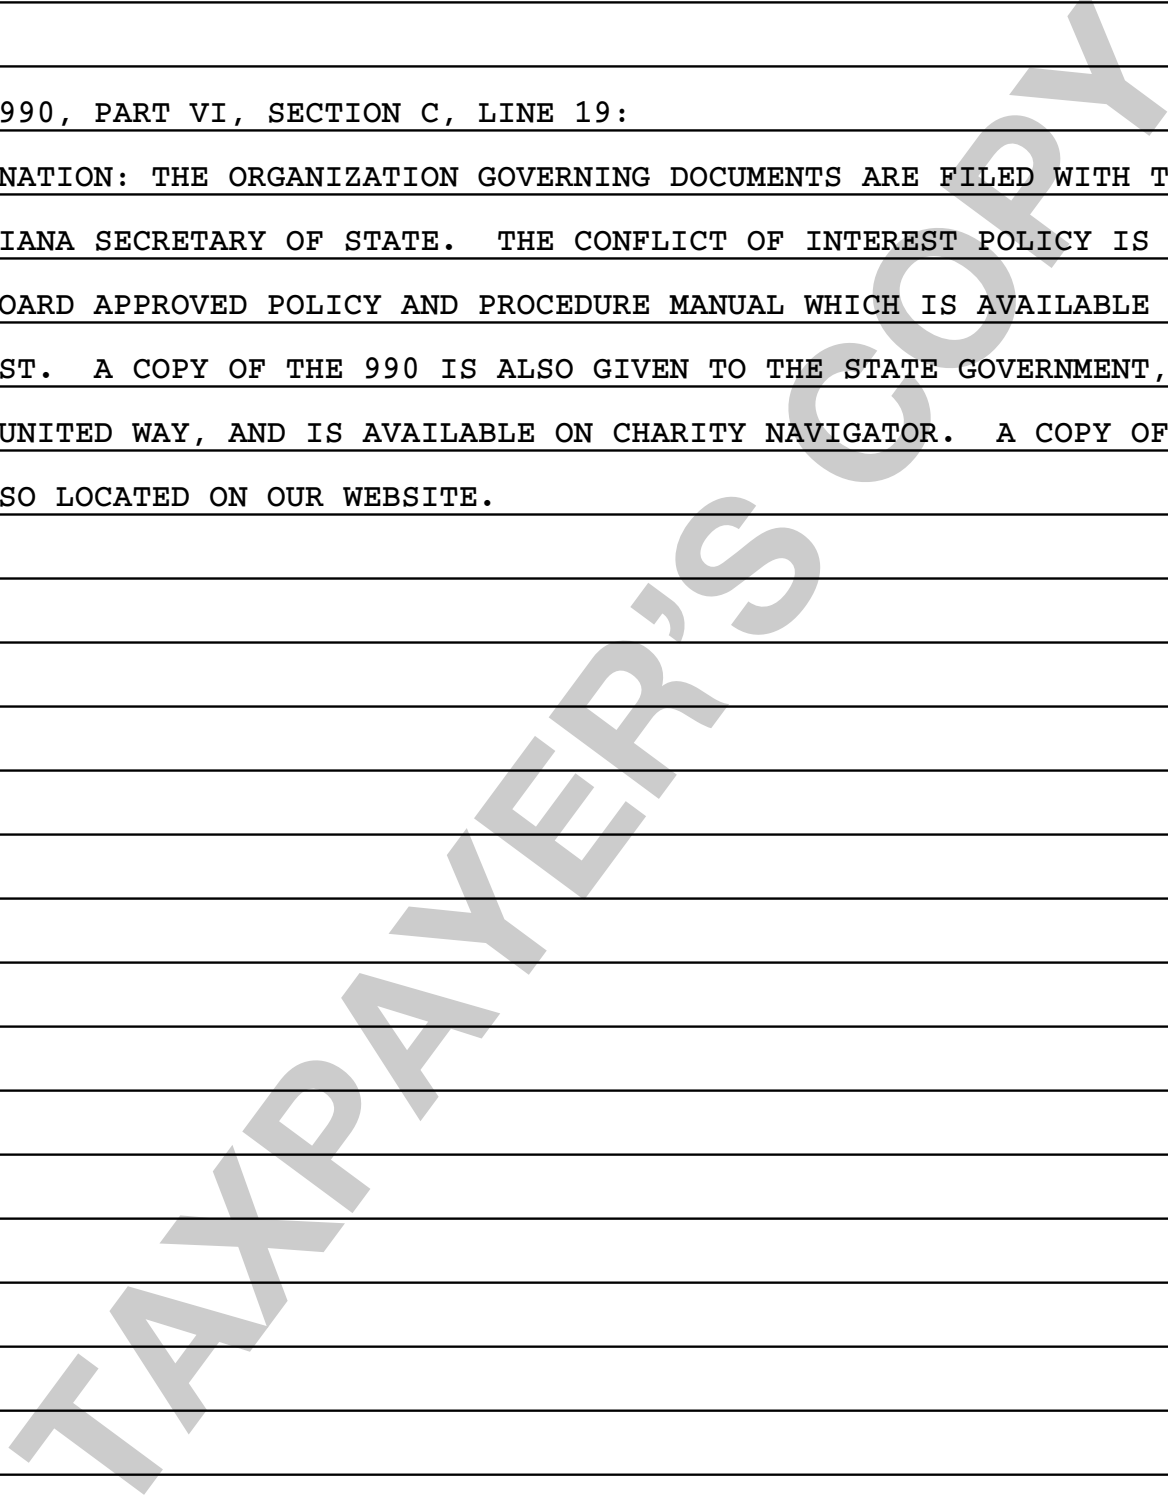 990, PART VI, SECTION C, LINE 19:
NATION: THE ORGANIZATION GOVERNING DOCUMENTS ARE FILED WITH T
IANA SECRETARY OF STATE.  THE CONFLICT OF INTEREST POLICY IS
OARD APPROVED POLICY AND PROCEDURE MANUAL WHICH IS AVAILABLE
ST.  A COPY OF THE 990 IS ALSO GIVEN TO THE STATE GOVERNMENT,
UNITED WAY, AND IS AVAILABLE ON CHARITY NAVIGATOR.  A COPY OF
SO LOCATED ON OUR WEBSITE.
TAXPAYER’S COPY